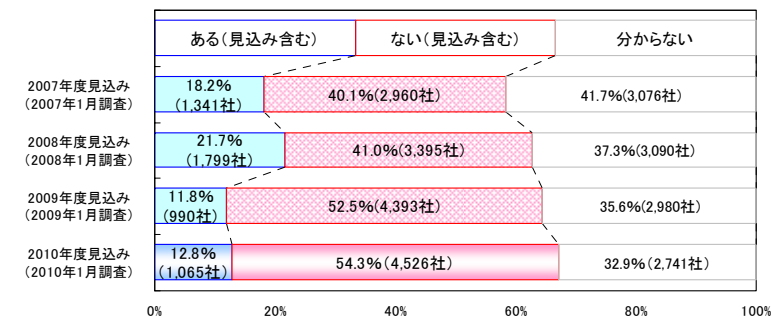 ある(見込み含む) ない(見込み含む) 分からない
2007年度見込み
(2007年1月調査)
18.2%
(1,341社)
40.1%(2,960社)
41.7%(3,076社)
2008年度見込み
(2008年1月調査)
21.7%
(1,799社)
41.0%(3,395社)
37.3%(3,090社)
2009年度見込み
(2009年1月調査)
11.8%
(990社)
52.5%(4,393社)
35.6%(2,980社)
2010年度見込み
(2010年1月調査)
12.8%
(1,065社)
54.3%(4,526社)
32.9%(2,741社)
0% 20% 40% 60% 80% 100%